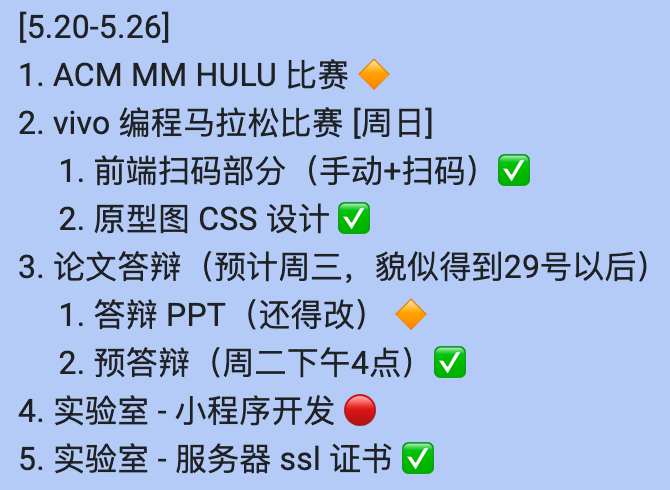 [5.20-5.26]
1. ACM MM HULU 比赛 🔶
2. vivo 编程马拉松比赛 [周日]
1. 前端扫码部分（手动+扫码）✅
2. 原型图 CSS 设计 ✅
3. 论文答辩（预计周三，貌似得到29号以后）
1. 答辩 PPT（还得改） 🔶
2. 预答辩（周二下午4点）✅
4. 实验室 - 小程序开发 🔴
5. 实验室 - 服务器 ssl 证书 ✅